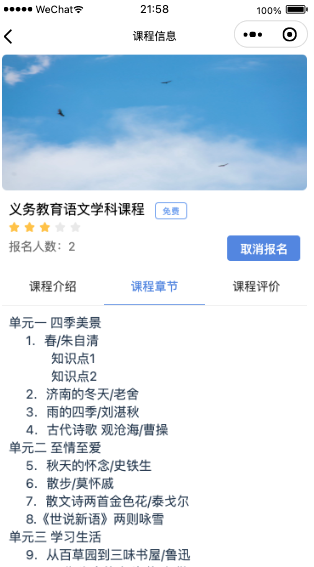 WeChat 21:58 100%
课程信息
义务教育语文学科课程 免费
报名人数：2
取消报名
课程介绍 课程章节 课程评价
单元一 四季美景
1. 春/朱自清
知识点1
知识点2
2. 济南的冬天/老舍
3. 雨的四季/刘湛秋
4. 古代诗歌 观沧海/曹操
单元二 至情至爱
5. 秋天的怀念/史铁生
6. 散步/莫怀戚
7. 散文诗两首金色花/泰戈尔
8.《世说新语》两则咏雪
单元三 学习生活
9. 从百草园到三味书屋/鲁迅